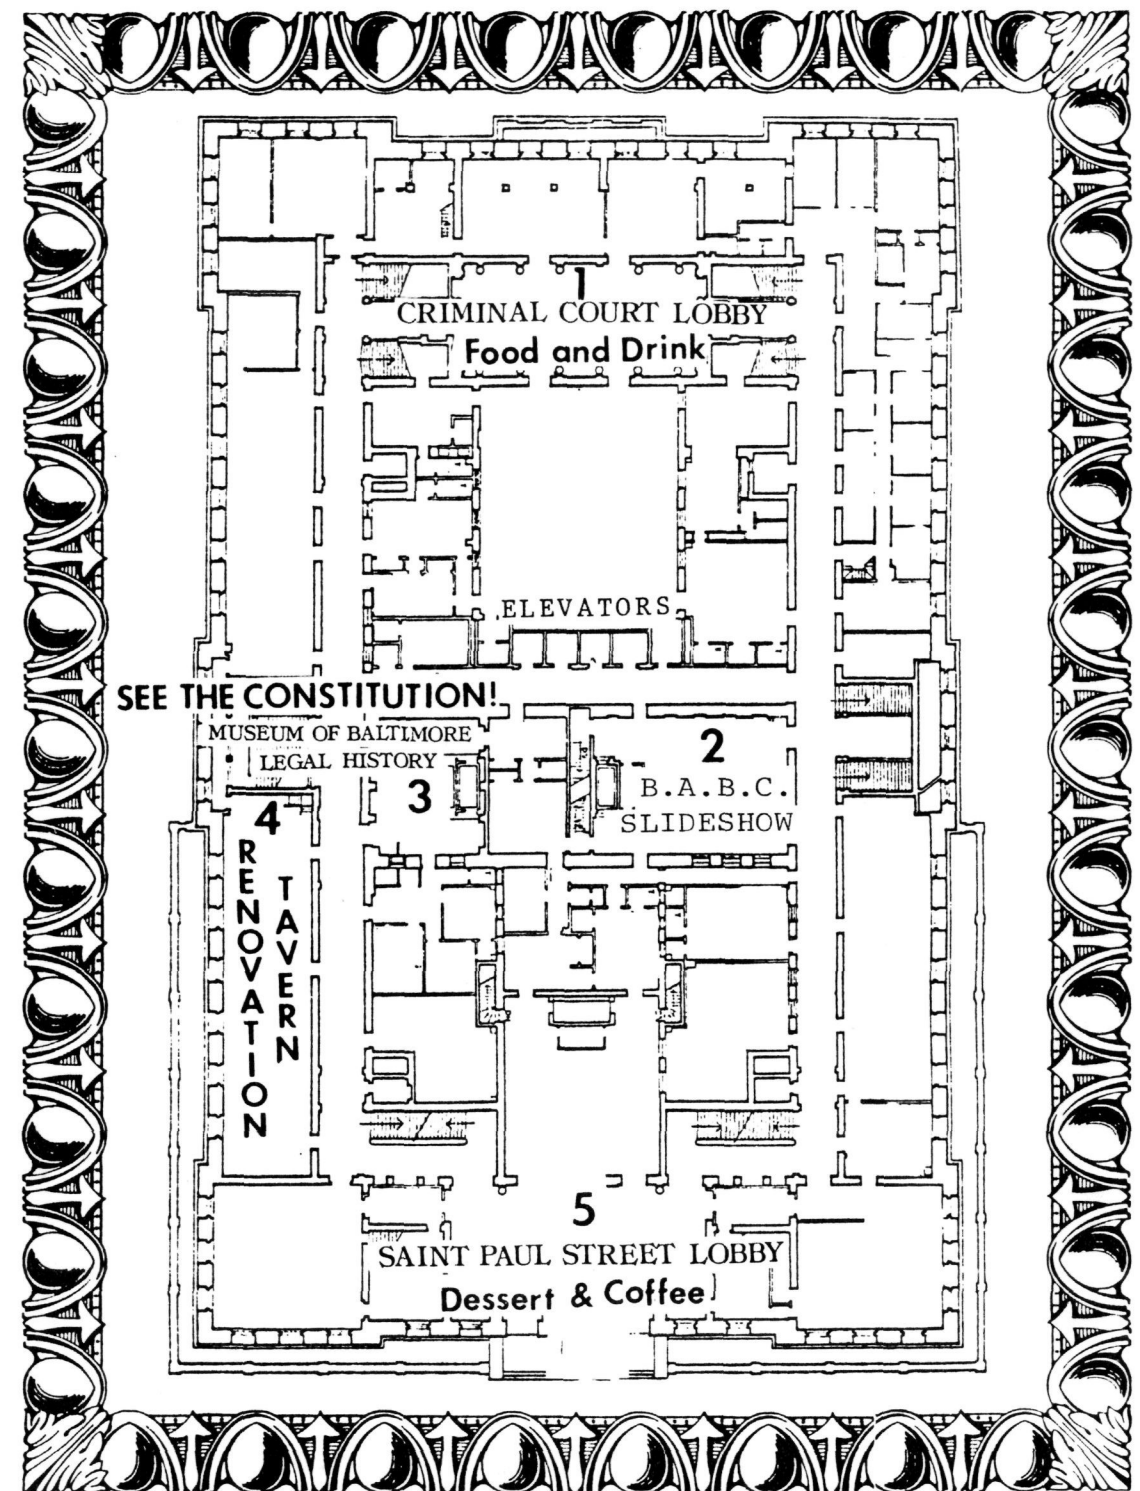 1
CRIMINAL COURT LOBBY
Food and Drink
ELEVATORS
SEE THE CONSTITUTION!
MUSEUM OF BALTIMORE
LEGAL HISTORY
3
2
B.A.B.C.
SLIDESHOW
4
RENOVATION
TAVERN
5
SAINT PAUL STREET LOBBY
Dessert & Coffee